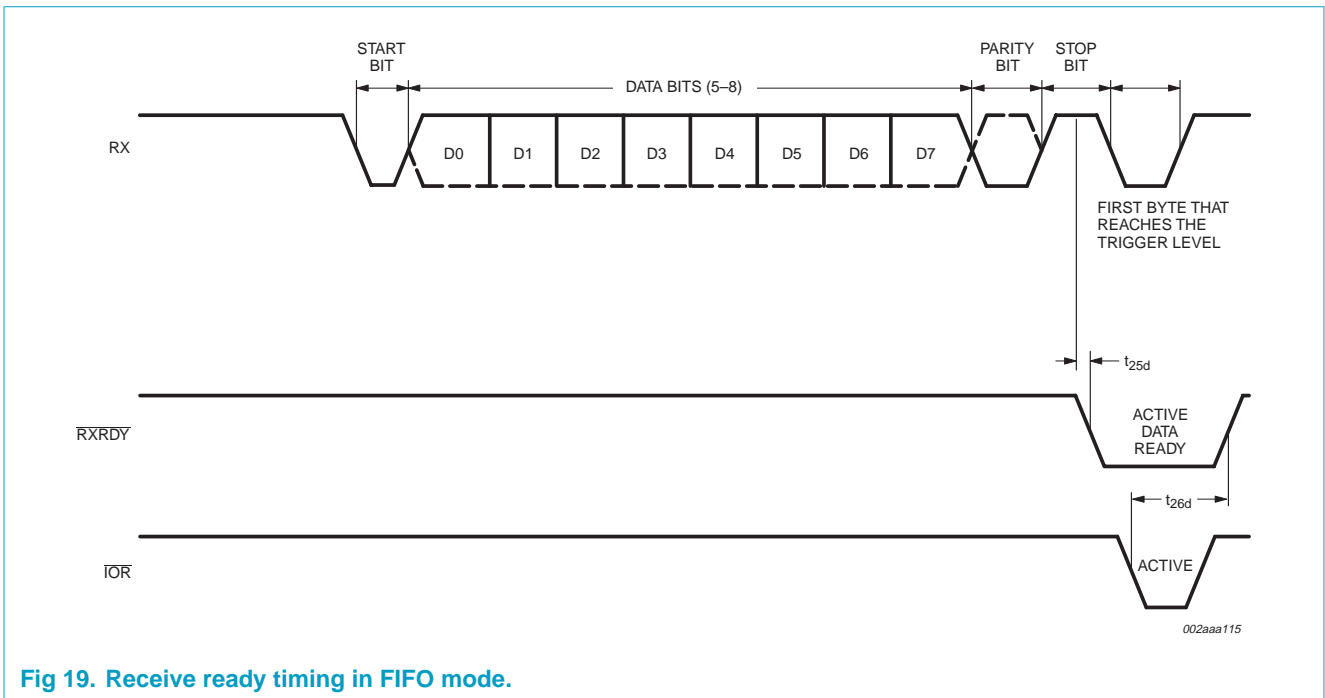 START
BIT
DATA BITS (5–8)
PARITY
BIT
STOP
BIT
RX
D0
D1
D2
D3
D4
D5
D6
D7
FIRST BYTE THAT
REACHES THE
TRIGGER LEVEL
t25d
RXRDY
ACTIVE
DATA
READY
t26d
IOR
ACTIVE
002aaa115
Fig 19. Receive ready timing in FIFO mode.